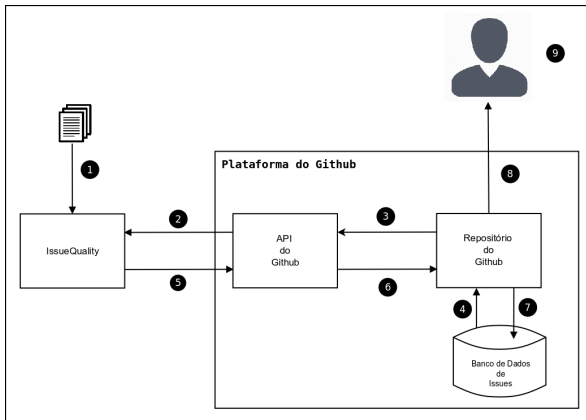 9
1
Plataforma do Github
8
2
3
IssueQuality
API
do
Github
Repositório
do
Github
5
6
4
7
Banco de Dados
de
Issues